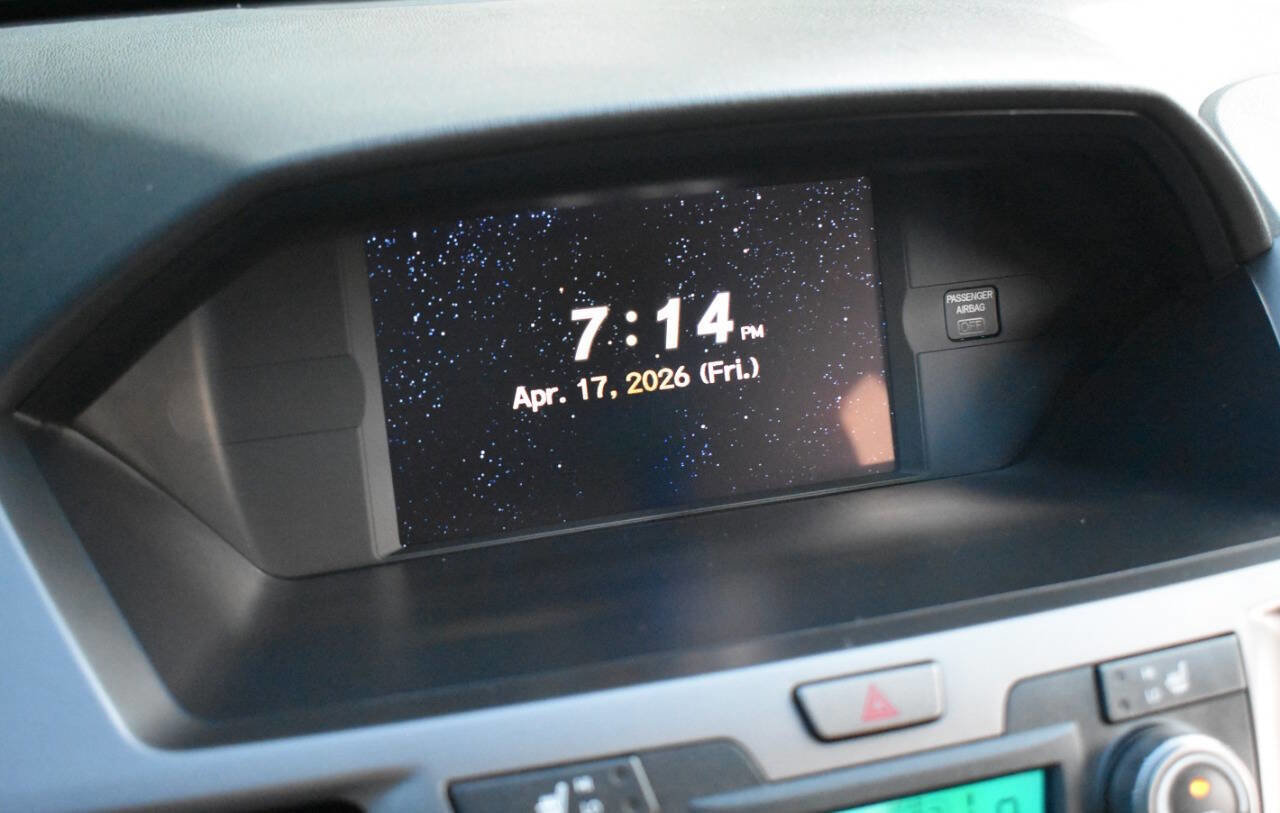 7:14 PM
Apr. 17, 2026 (Fri.)
PASSENGER
AIRBAG
OFF